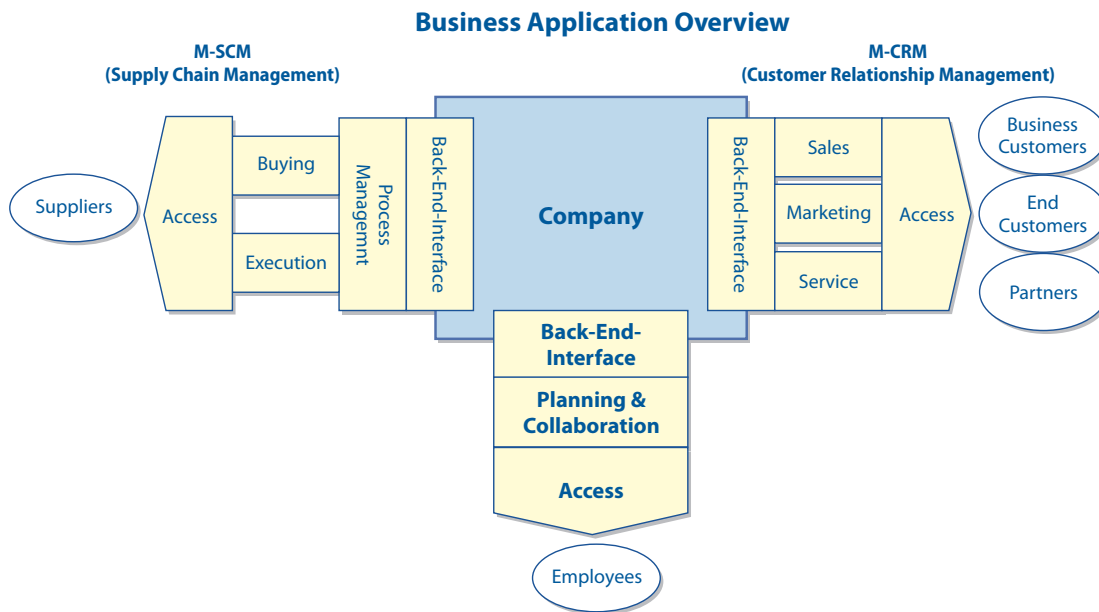 Business Application Overview
M-SCM
(Supply Chain Management)
M-CRM
(Customer Relationship Management)
Suppliers
Access
Buying
Execution
Process
Managemnt
Back-End-Interface
Company
Back-End-Interface
Sales
Marketing
Service
Access
Business
Customers
End
Customers
Partners
Back-End-
Interface
Planning &
Collaboration
Access
Employees